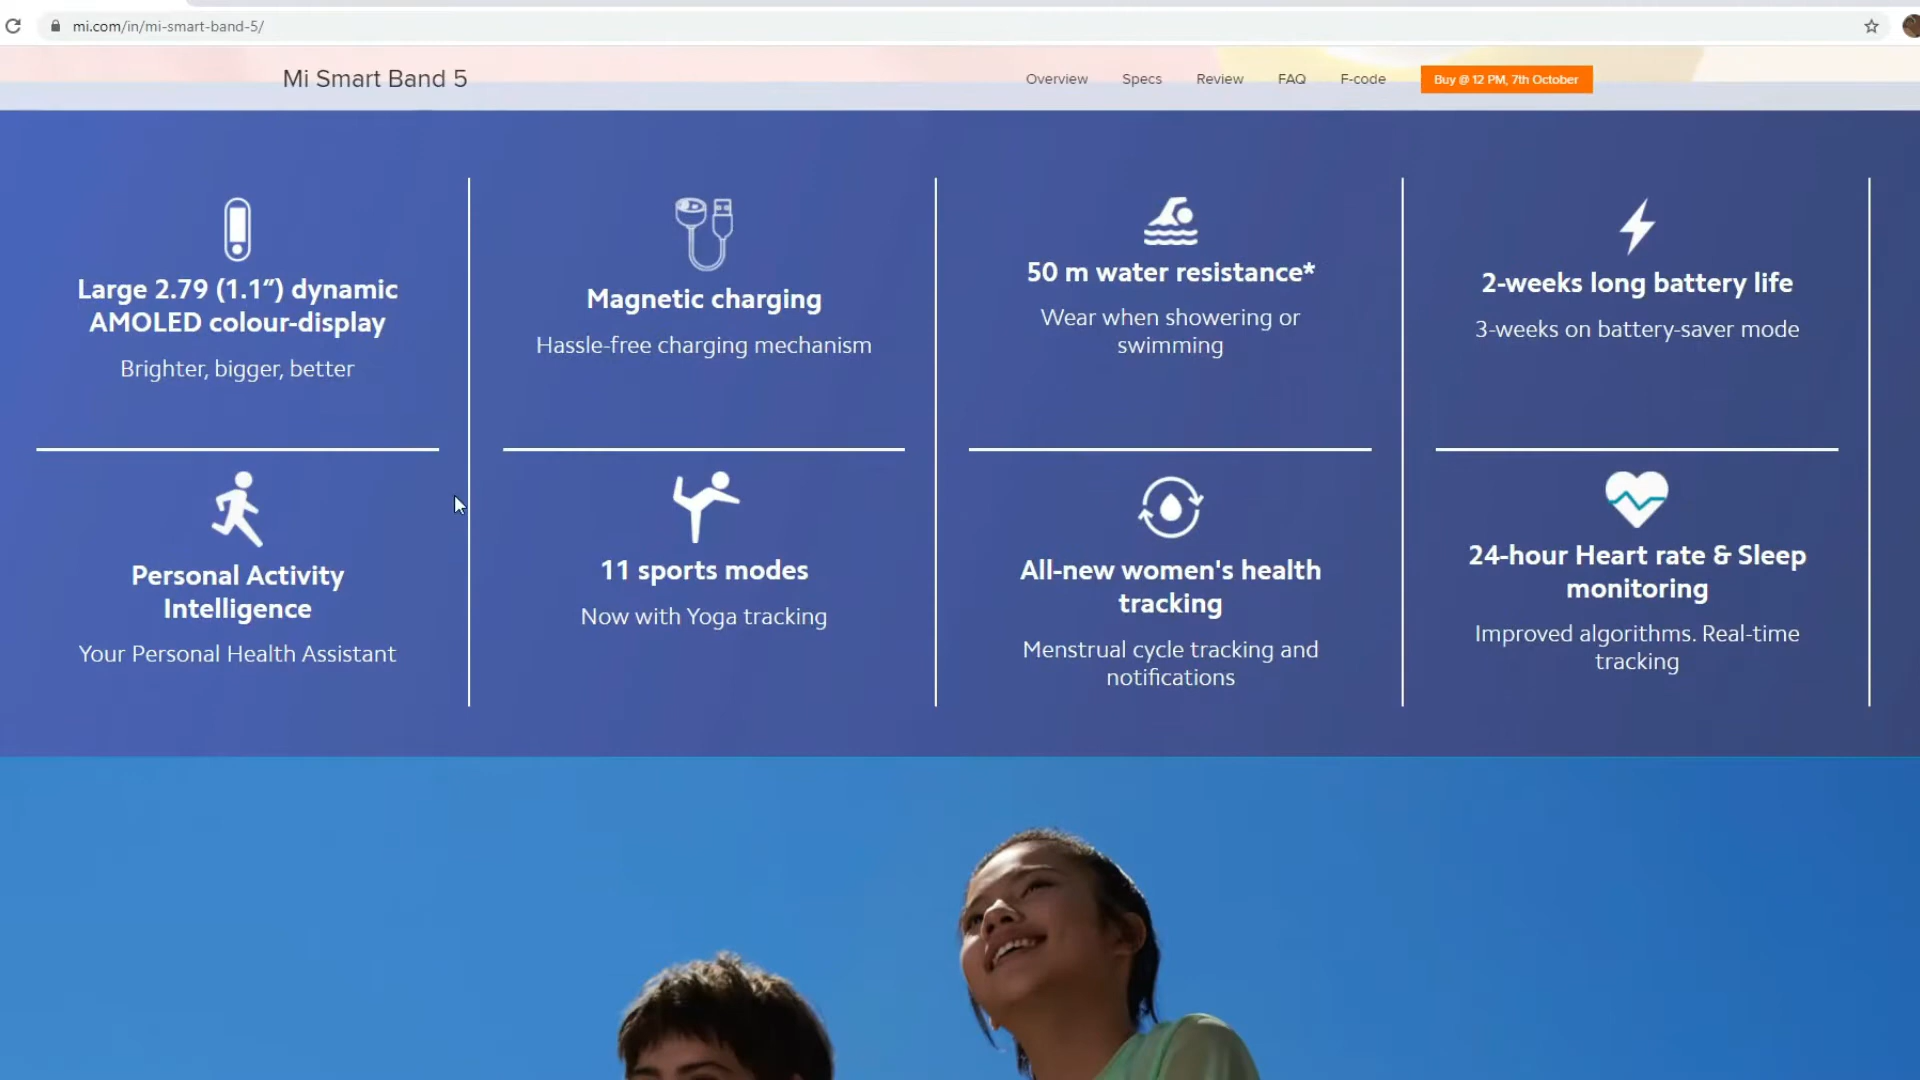 mi.com/in/mi-smart-band-5/
Mi Smart Band 5
Overview
Specs
Review
FAQ
F-code
Buy @ 12 PM, 7th October
Large 2.79 (1.1″) dynamic
AMOLED colour-display
Brighter, bigger, better
Magnetic charging
Hassle-free charging mechanism
50 m water resistance*
Wear when showering or
swimming
2-weeks long battery life
3-weeks on battery-saver mode
Personal Activity
Intelligence
Your Personal Health Assistant
11 sports modes
Now with Yoga tracking
All-new women's health
tracking
Menstrual cycle tracking and
notifications
24-hour Heart rate & Sleep
monitoring
Improved algorithms. Real-time
tracking